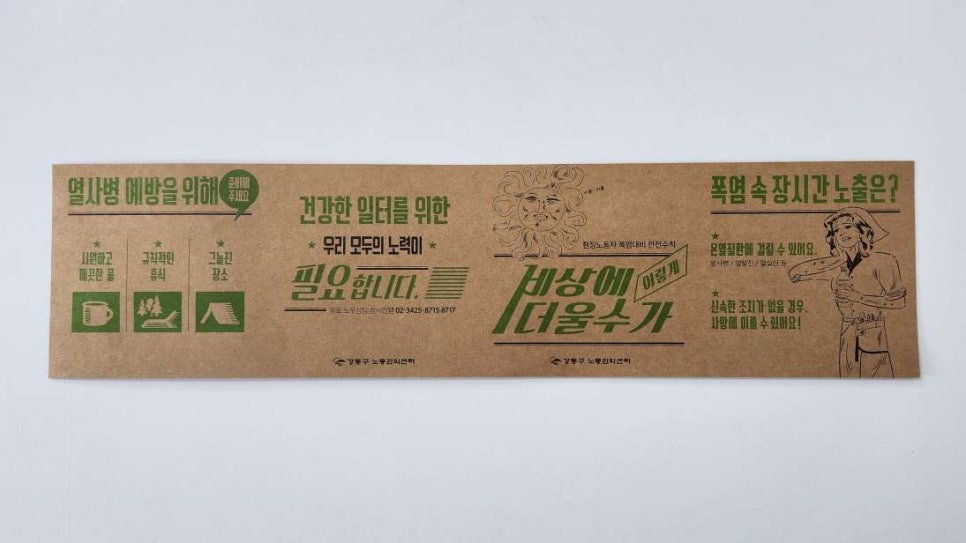 열사병 예방을 위해
준비해
주세요
시원하고
깨끗한 물
규칙적인
휴식
그늘진
장소
건강한 일터를 위한
우리 모두의 노력이
필요합니다.
02-3425-8715·8717
강동구 노동권익센터
현장노동자 폭염대비 안전수칙
세상에
이렇게
더울수가
강동구 노동권익센터
폭염 속 장시간 노출은?
온열질환에 걸릴 수 있어요.
열사병 / 열탈진 / 열실신 등
신속한 조치가 없을 경우,
사망에 이를 수 있어요!